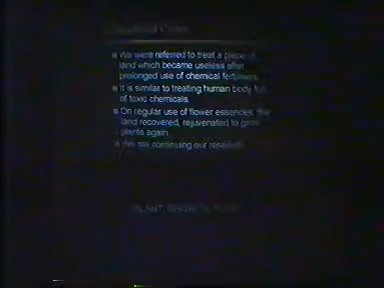 We were referred to treat a piece of
land which became useless after
prolonged use of chemical fertilizers.
It is similar to treating human body full
of toxic chemicals.
On regular use of flower essences, the
land recovered, rejuvenated to grow
plants again.
We are continuing our research
PLANT